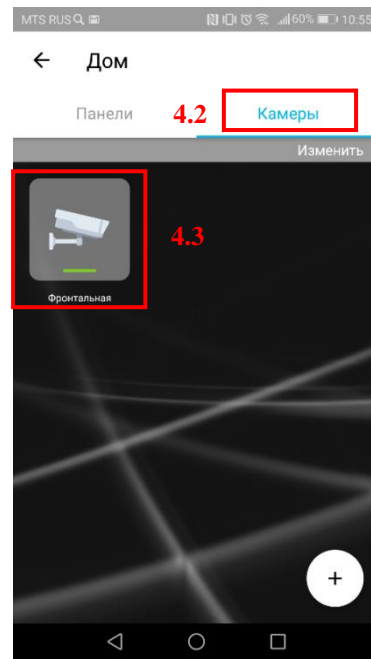 MTS RUS 60% 10:55
Дом
Панели 4.2 Камеры
Изменить
4.3
Фронтальная
+